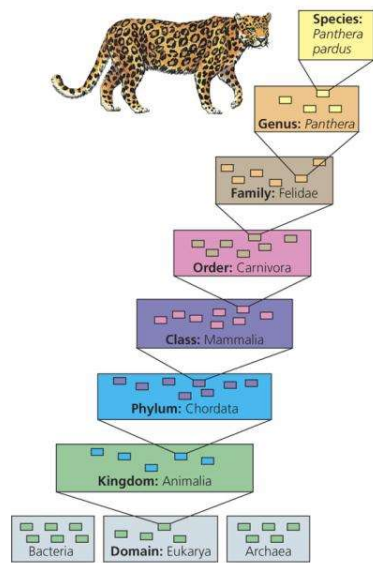 Species:
Panthera
pardus
Genus: Panthera
Family: Felidae
Order: Carnivora
Class: Mammalia
Phylum: Chordata
Kingdom: Animalia
Bacteria
Domain: Eukarya
Archaea